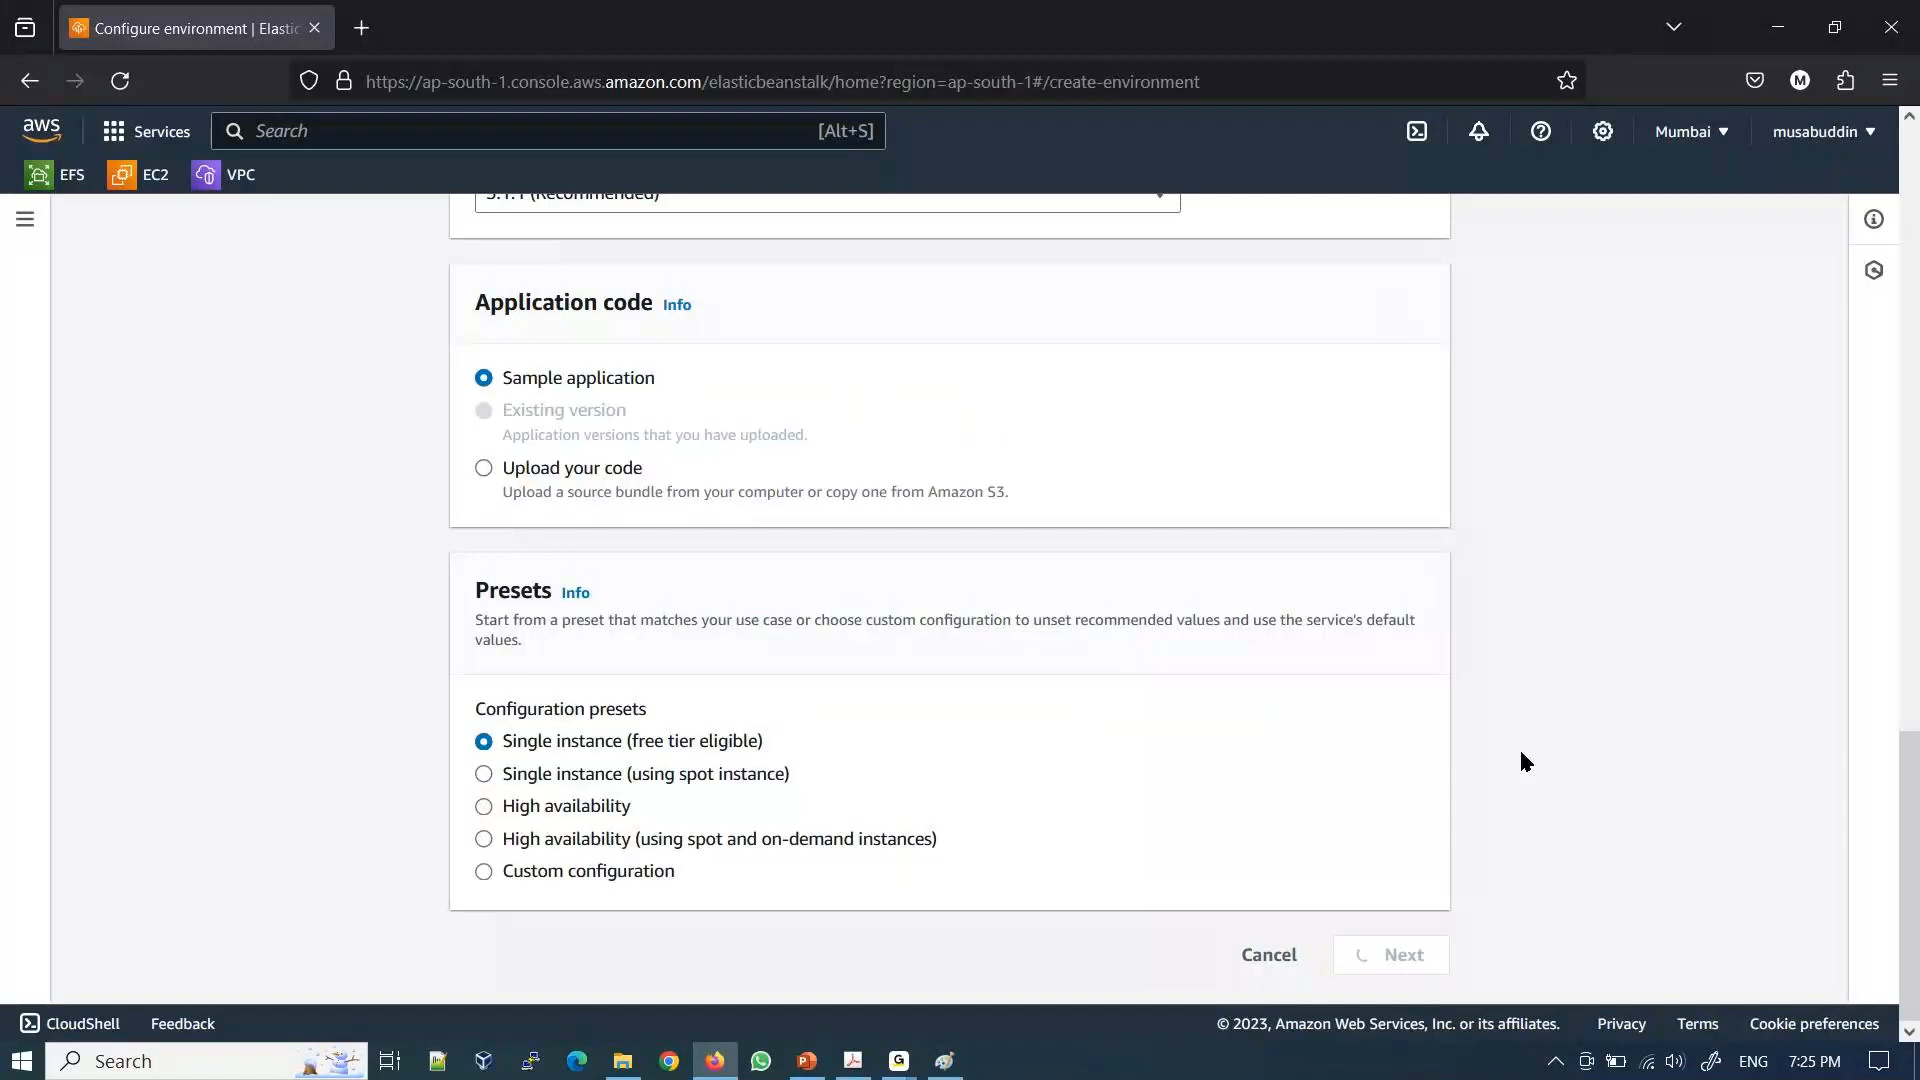 Configure environment | Elastic
https://ap-south-1.console.aws.amazon.com/elasticbeanstalk/home?region=ap-south-1#/create-environment
aws
Services
Search
[Alt+S]
Mumbai
musabuddin
EFS
EC2
VPC
3.1.1 (Recommended)
Application code Info
Sample application
Existing version
Application versions that you have uploaded.
Upload your code
Upload a source bundle from your computer or copy one from Amazon S3.
Presets Info
Start from a preset that matches your use case or choose custom configuration to unset recommended values and use the service's default
values.
Configuration presets
Single instance (free tier eligible)
Single instance (using spot instance)
High availability
High availability (using spot and on-demand instances)
Custom configuration
Cancel
Next
CloudShell
Feedback
© 2023, Amazon Web Services, Inc. or its affiliates.
Privacy
Terms
Cookie preferences
Search
ENG
7:25 PM